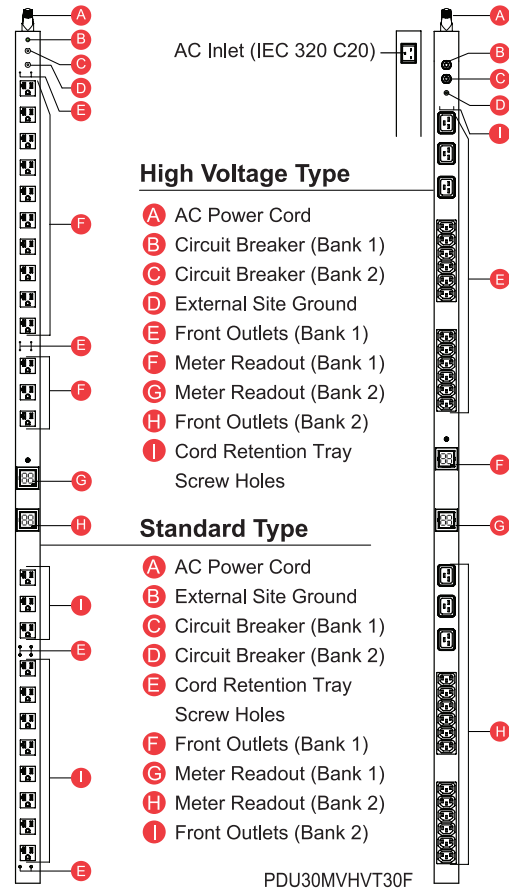 AC Inlet (IEC 320 C20)
High Voltage Type
A AC Power Cord
B Circuit Breaker (Bank 1)
C Circuit Breaker (Bank 2)
D External Site Ground
E Front Outlets (Bank 1)
F Meter Readout (Bank 1)
G Meter Readout (Bank 2)
H Front Outlets (Bank 2)
I Cord Retention Tray
Screw Holes
Standard Type
A AC Power Cord
B External Site Ground
C Circuit Breaker (Bank 1)
D Circuit Breaker (Bank 2)
E Cord Retention Tray
Screw Holes
F Front Outlets (Bank 1)
G Meter Readout (Bank 1)
H Meter Readout (Bank 2)
I Front Outlets (Bank 2)
PDU30MVHVT30F
A
B
C
D
E
F
E
F
G
H
I
E
I
E
A
B
C
D
I
E
F
G
H
88
88
88
88